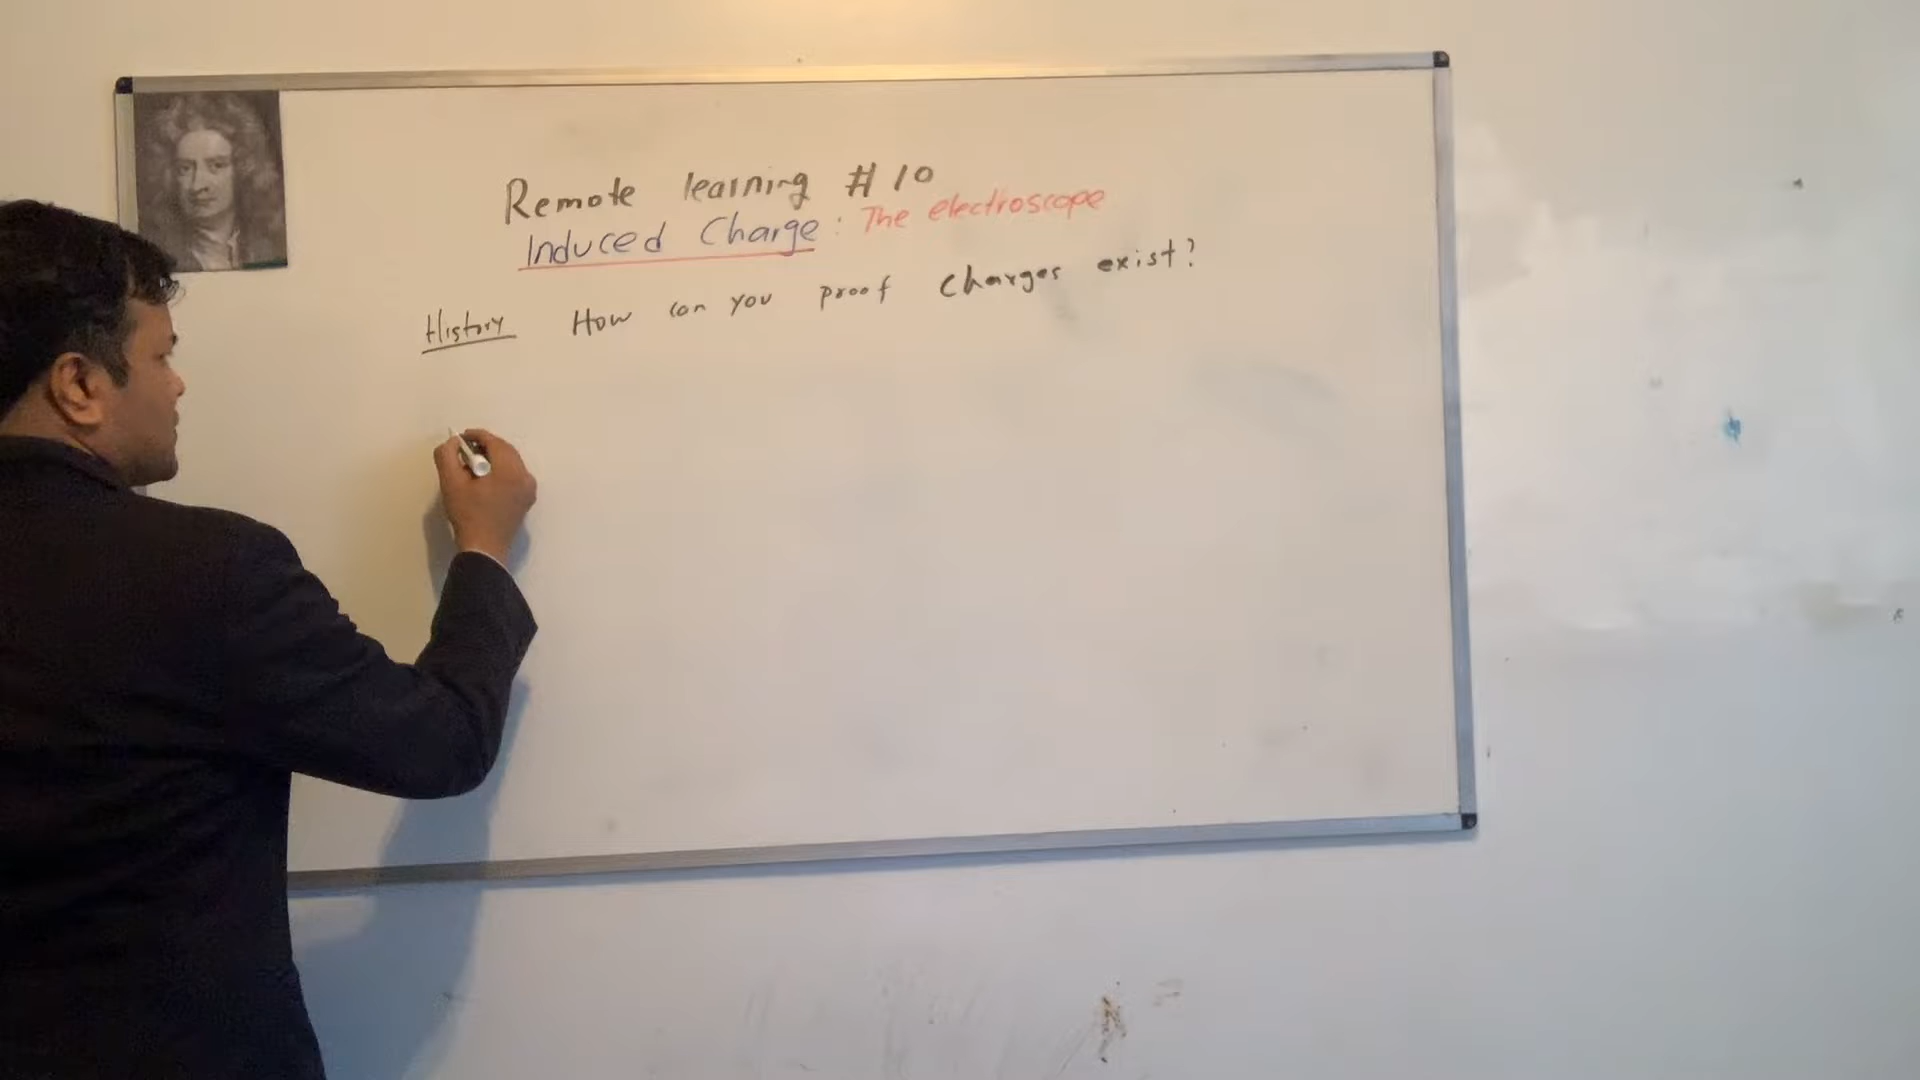 Remote learning #10
Induced Charge: The electroscope
History How can you proof charges exist?